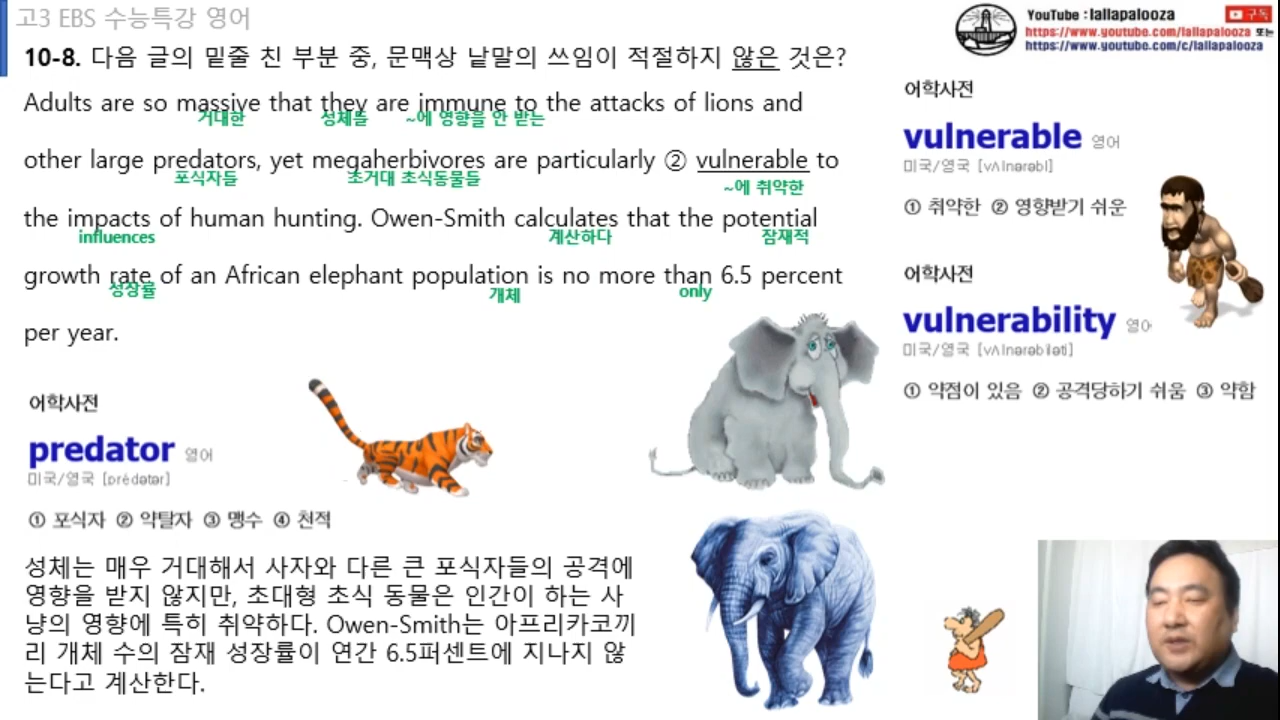 고3 EBS 수능특강 영어
YouTube : lallapalooza
구독
https://www.youtube.com/lallapalooza 또는
https://www.youtube.com/c/lallapalooza
10-8. 다음 글의 밑줄 친 부분 중, 문맥상 낱말의 쓰임이 적절하지 않은 것은?
Adults are so massive that they are immune to the attacks of lions and
거대한 성체들 ~에 영향을 안 받는
other large predators, yet megaherbivores are particularly ② vulnerable to
포식자들 초거대 초식동물들 ~에 취약한
the impacts of human hunting. Owen-Smith calculates that the potential
influences 계산하다 잠재적
growth rate of an African elephant population is no more than 6.5 percent
성장률 개체 only
per year.
어학사전
vulnerable 영어
미국/영국 [vʌlnərəbl]
① 취약한 ② 영향받기 쉬운
어학사전
vulnerability 영어
미국/영국 [vʌlnərəbiləti]
① 약점이 있음 ② 공격당하기 쉬움 ③ 약함
어학사전
predator 영어
미국/영국 [prédətər]
① 포식자 ② 약탈자 ③ 맹수 ④ 천적
성체는 매우 거대해서 사자와 다른 큰 포식자들의 공격에
영향을 받지 않지만, 초대형 초식 동물은 인간이 하는 사
냥의 영향에 특히 취약하다. Owen-Smith는 아프리카코끼
리 개체 수의 잠재 성장률이 연간 6.5퍼센트에 지나지 않
는다고 계산한다.